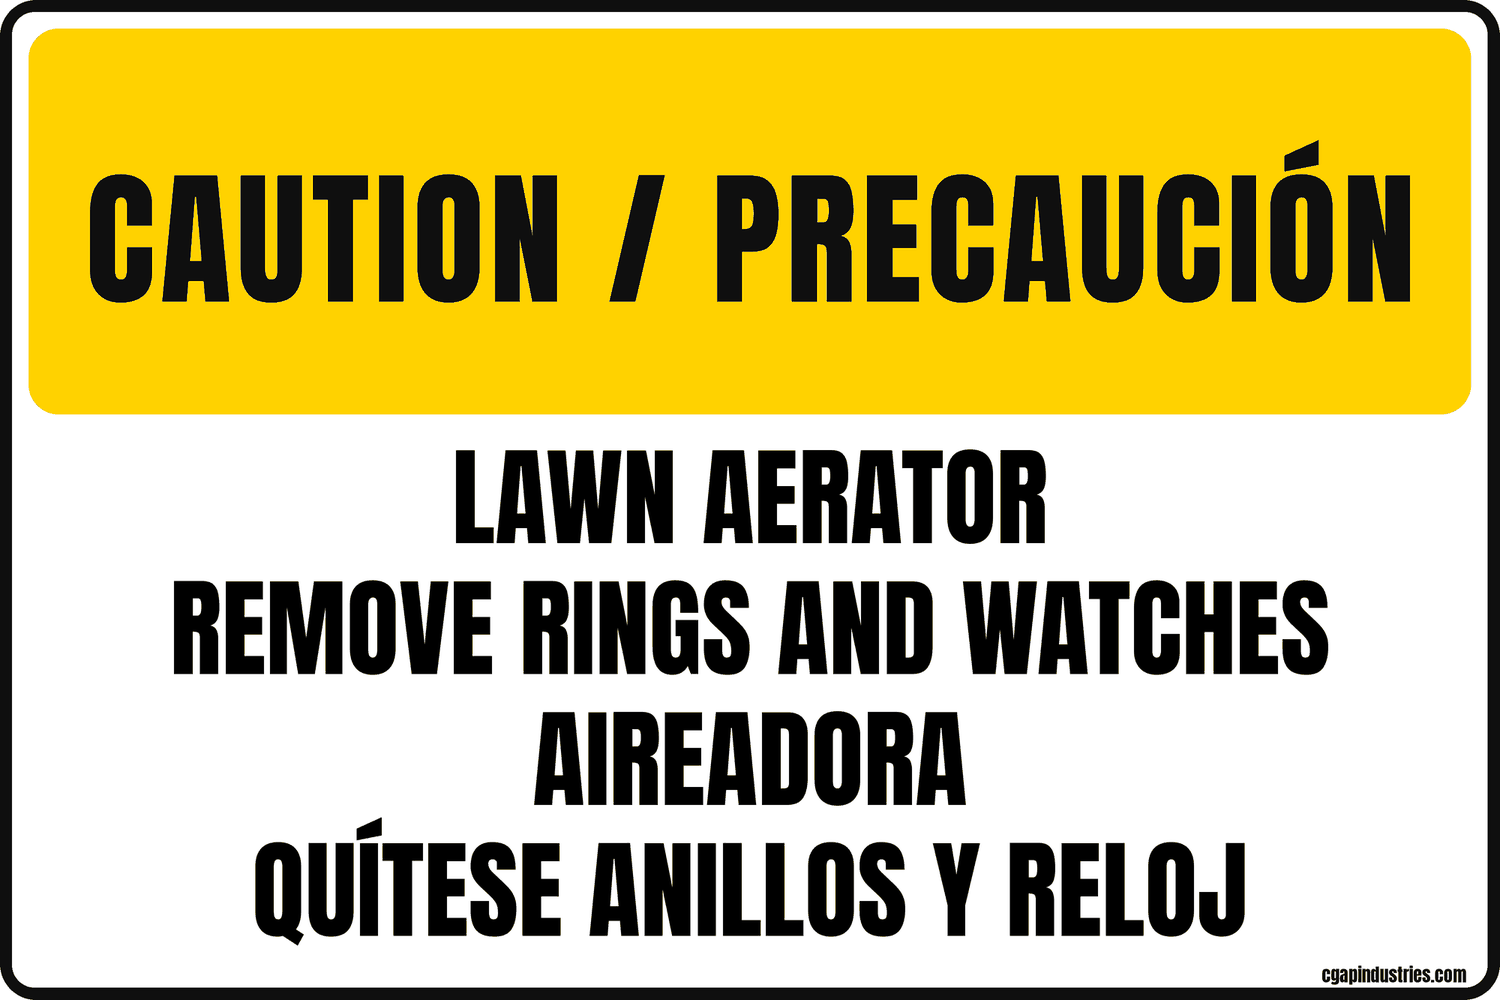 CAUTION / PRECAUCIÓN
LAWN AERATOR
REMOVE RINGS AND WATCHES
AIREADORA
QUÍTESE ANILLOS Y RELOJ
cgapindustries.com